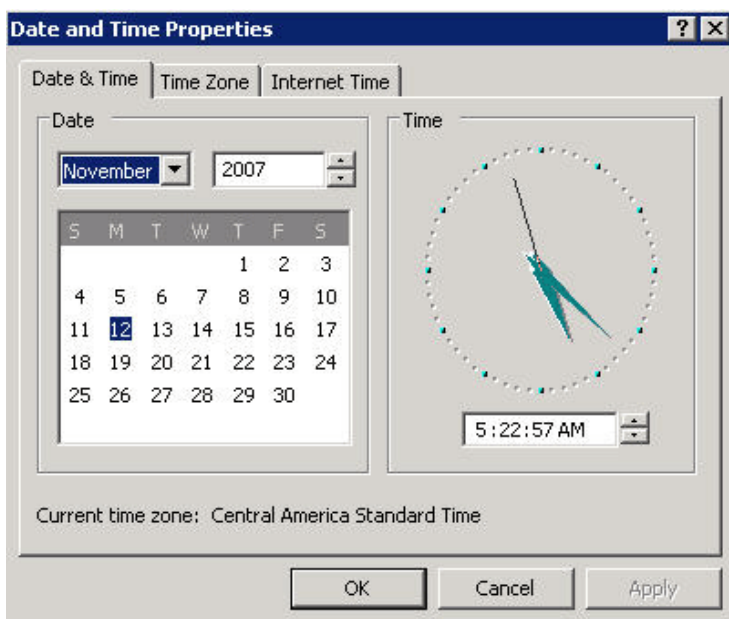 Date and Time Properties
Date & Time Time Zone Internet Time
Date
November 2007
S M T W T F S
1 2 3
4 5 6 7 8 9 10
11 12 13 14 15 16 17
18 19 20 21 22 23 24
25 26 27 28 29 30
Time
5:22:57 AM
Current time zone: Central America Standard Time
OK Cancel Apply